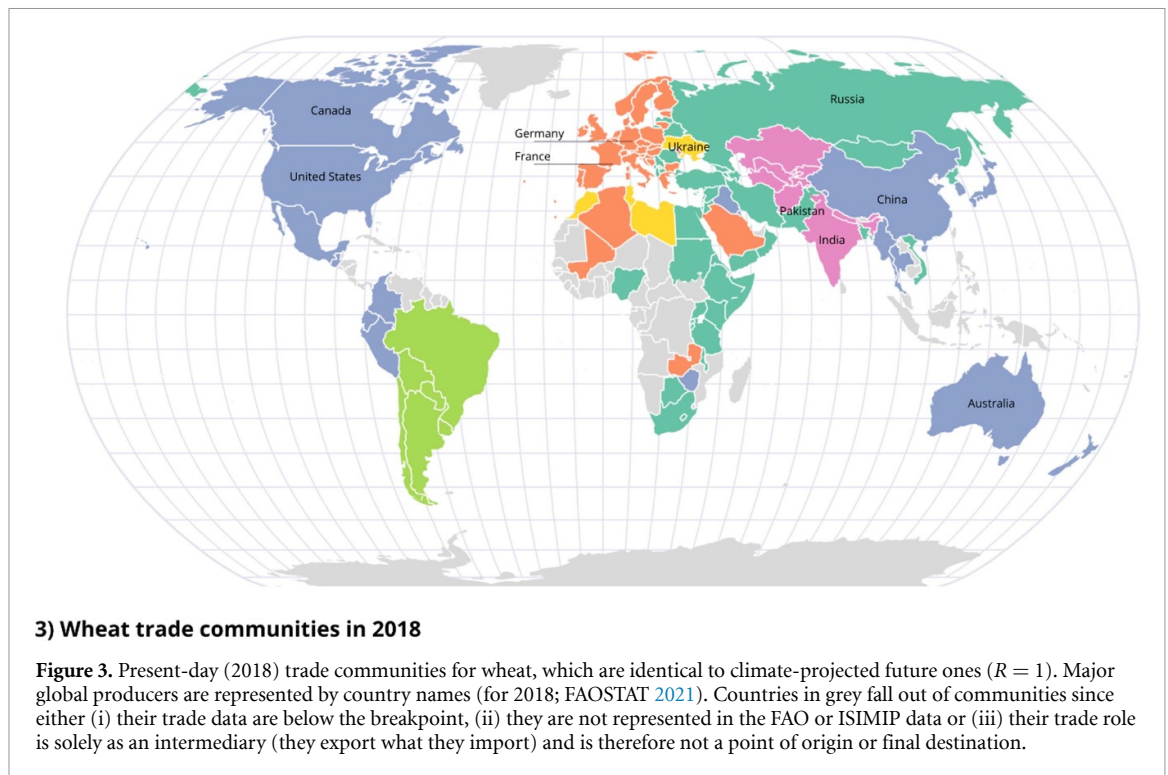 Canada
Russia
Germany
Ukraine
France
United States
China
Pakistan
India
Australia
3) Wheat trade communities in 2018
Figure 3. Present-day (2018) trade communities for wheat, which are identical to climate-projected future ones (R = 1). Major
global producers are represented by country names (for 2018; FAOSTAT 2021). Countries in grey fall out of communities since
either (i) their trade data are below the breakpoint, (ii) they are not represented in the FAO or ISIMIP data or (iii) their trade role
is solely as an intermediary (they export what they import) and is therefore not a point of origin or final destination.